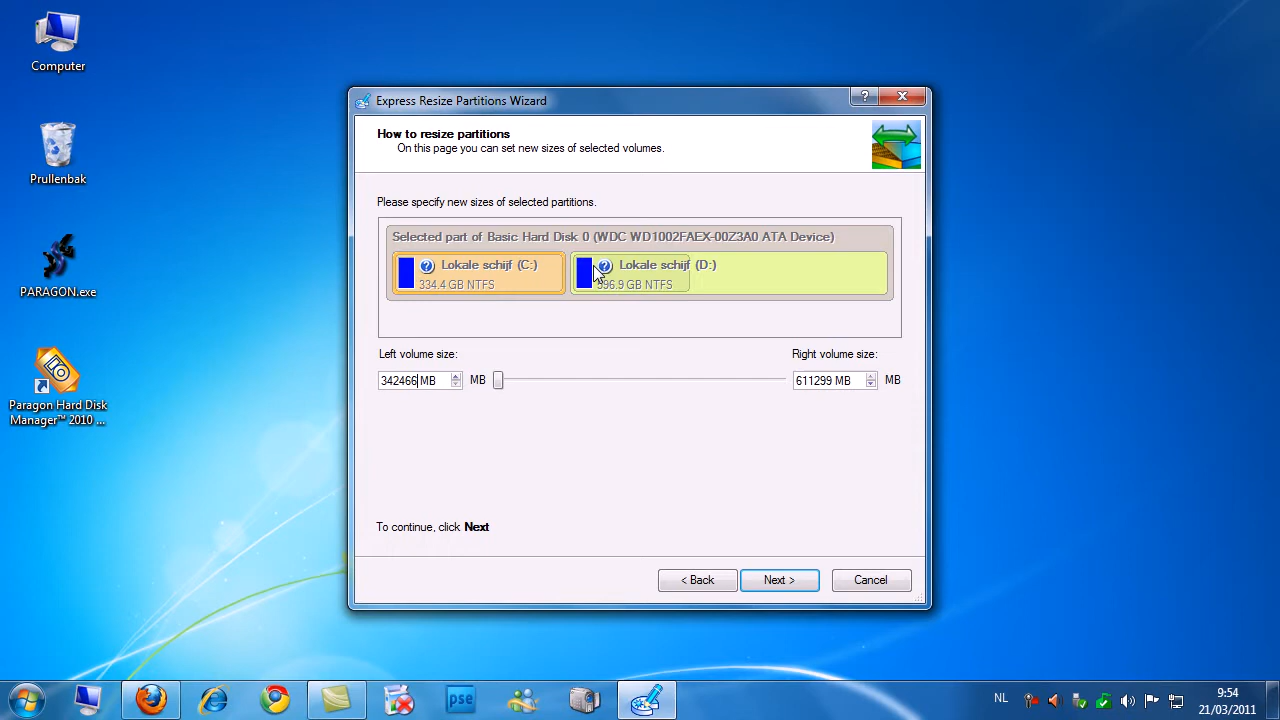 Computer
Prullenbak
PARAGON.exe
Paragon Hard Disk
Manager™ 2010 ...
Express Resize Partitions Wizard
?
How to resize partitions
On this page you can set new sizes of selected volumes.
Please specify new sizes of selected partitions.
Selected part of Basic Hard Disk 0 (WDC WD1002FAEX-00Z3A0 ATA Device)
? Lokale schijf (C:)
334.4 GB NTFS
? Lokale schijf (D:)
596.9 GB NTFS
Left volume size:
Right volume size:
342466 MB
MB
611299 MB
MB
To continue, click Next
< Back
Next >
Cancel
pse
NL
9:54
21/03/2011